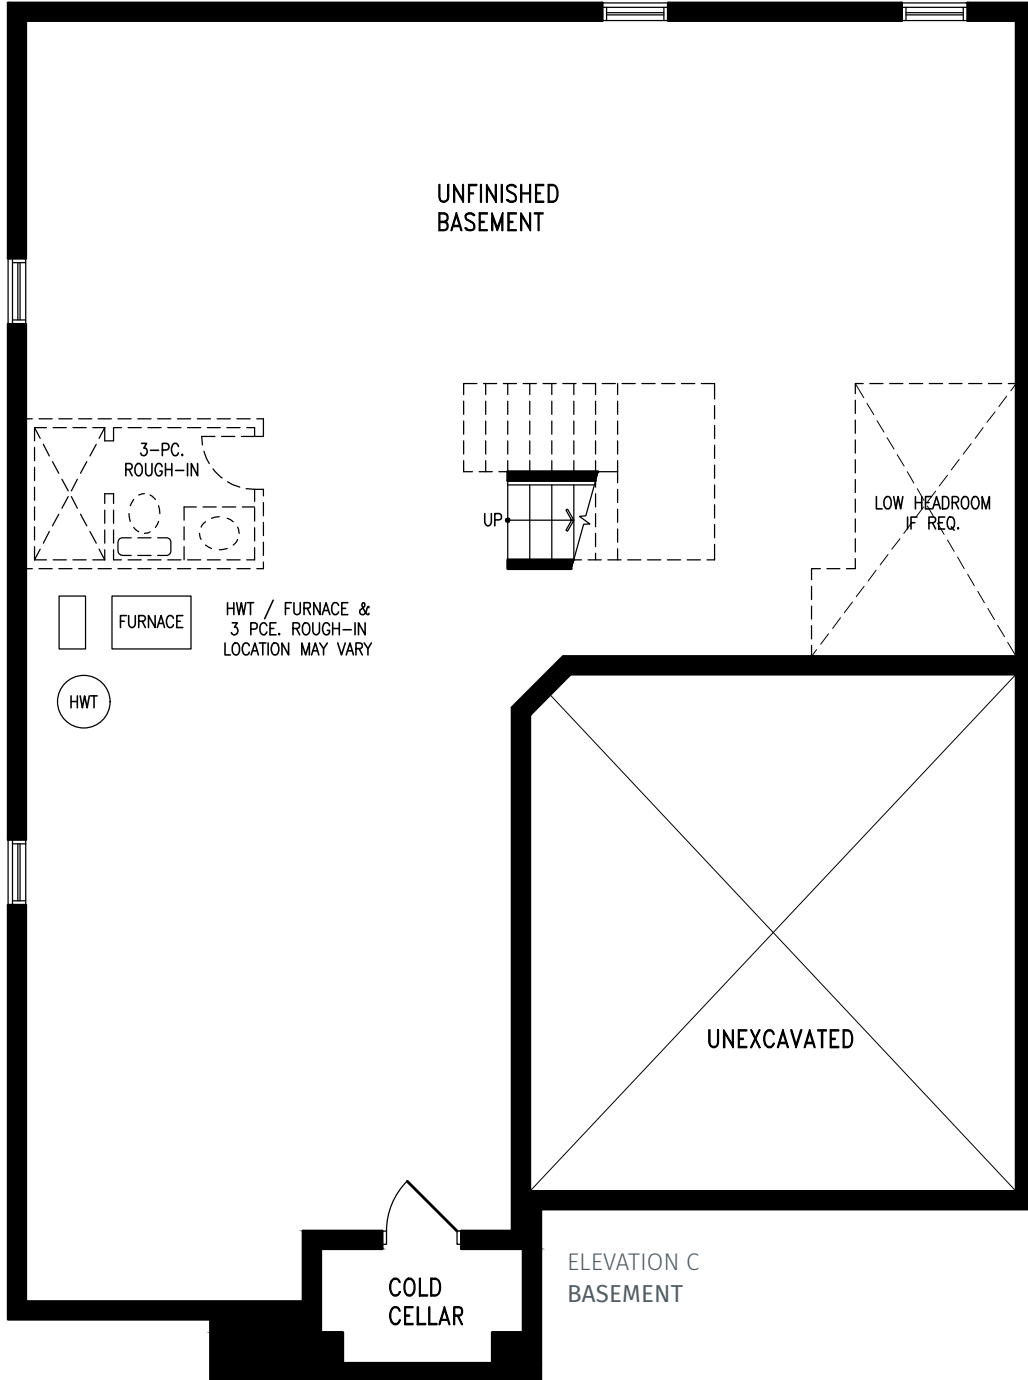 UNFINISHED
BASEMENT
3-PC.
ROUGH-IN
UP
LOW HEADROOM
IF REQ.
FURNACE
HWT / FURNACE &
3 PCE. ROUGH-IN
LOCATION MAY VARY
HWT
UNEXCAVATED
COLD
CELLAR
ELEVATION C
BASEMENT